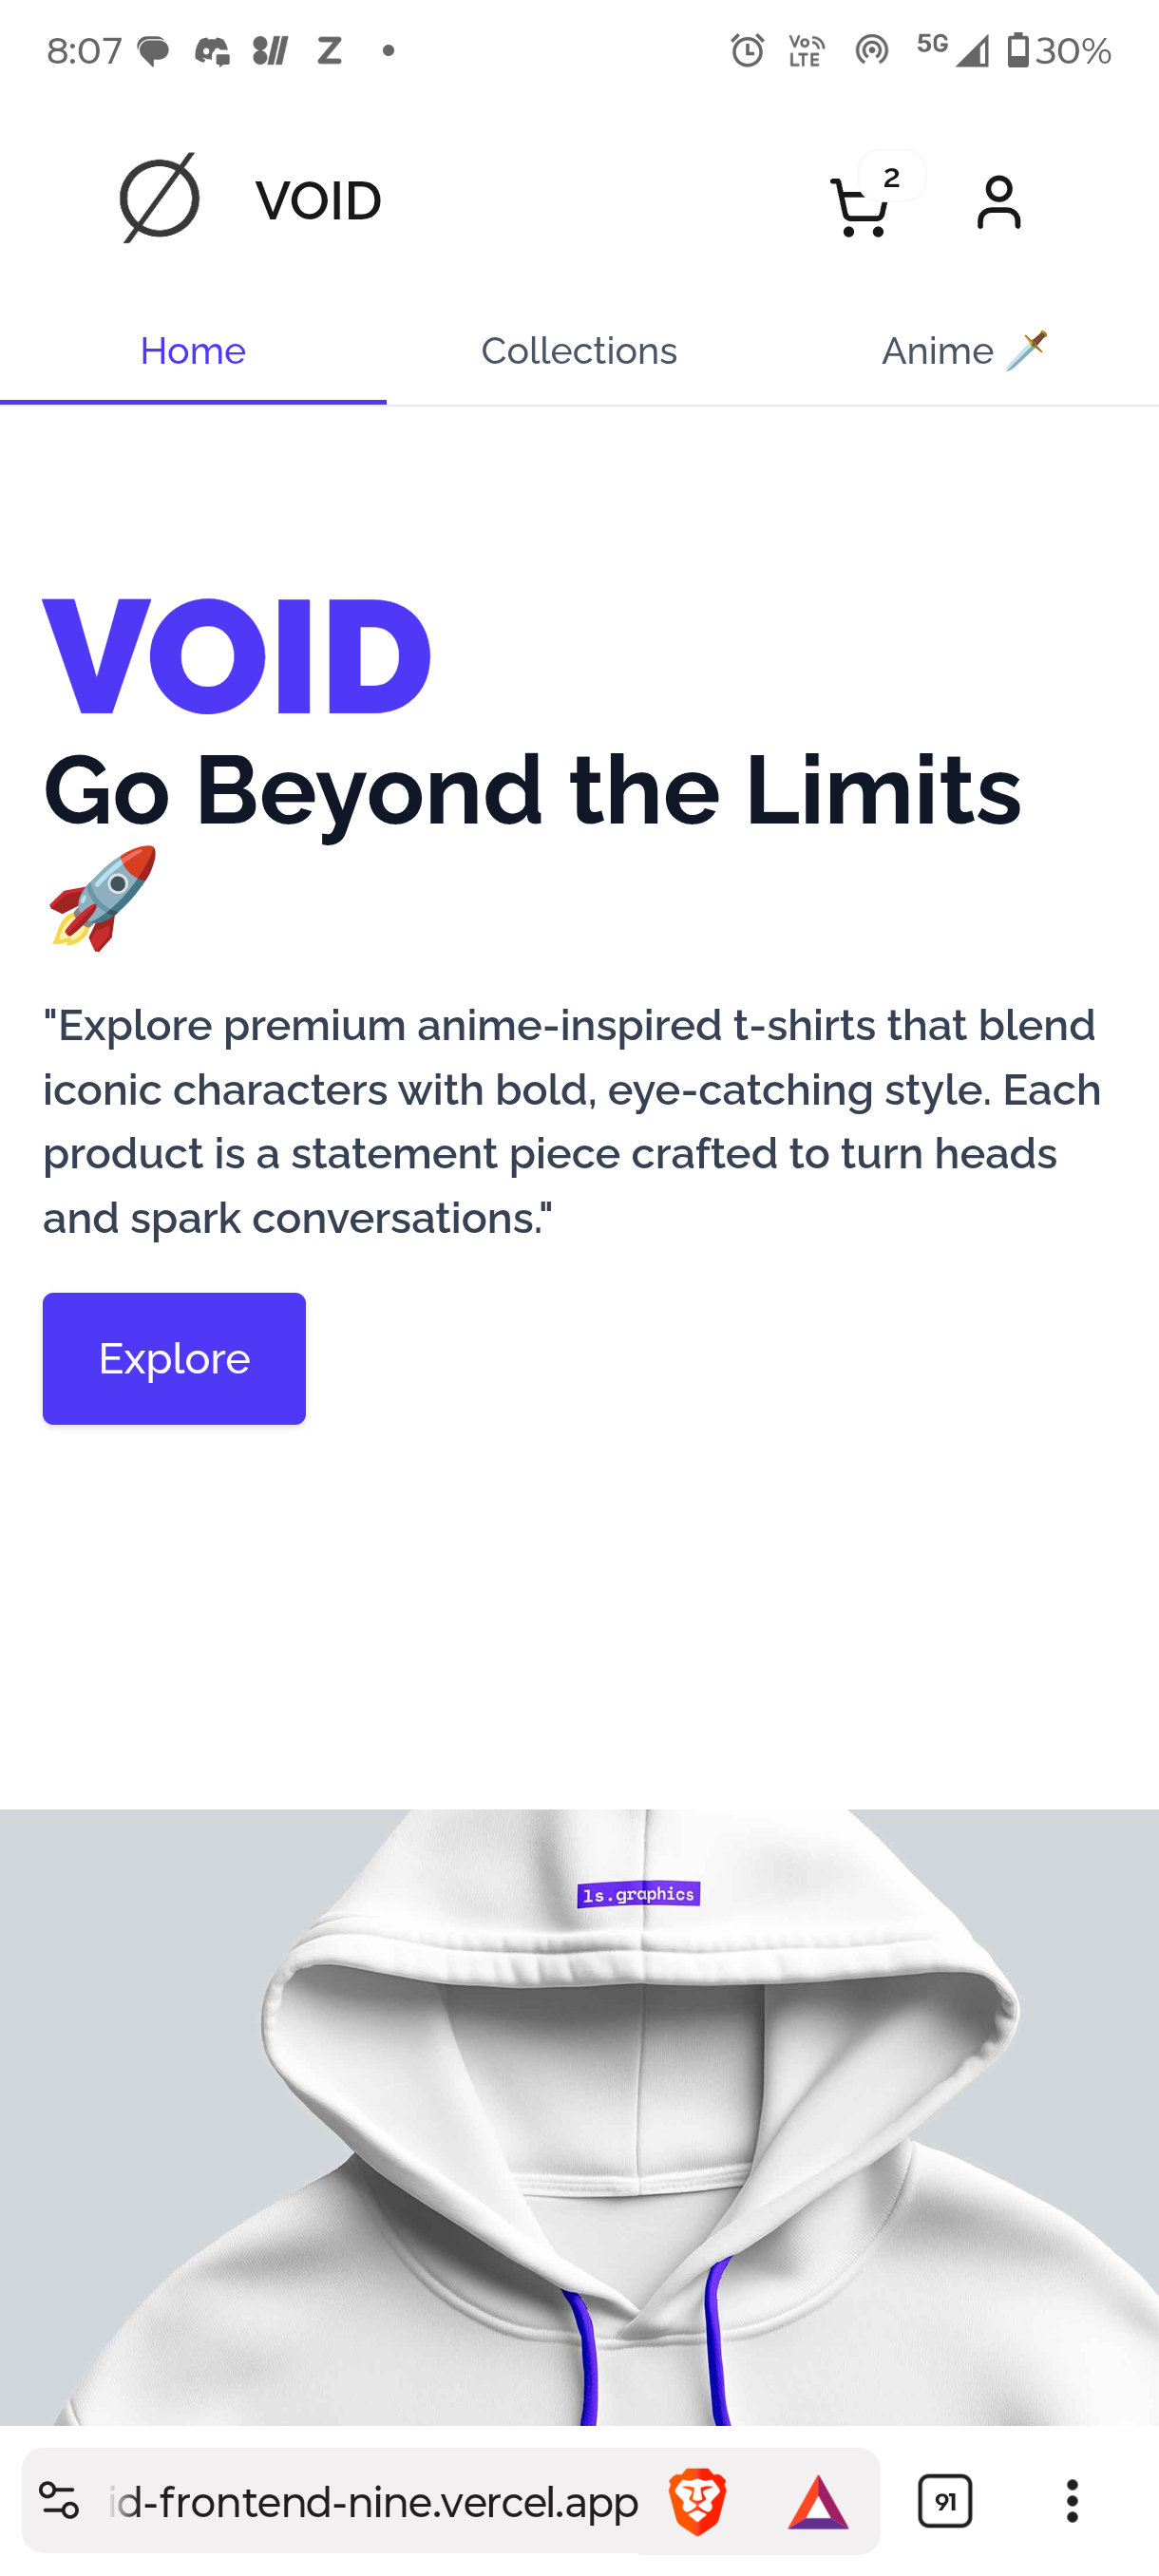 8:07
Vo LTE
5G
30%
VOID
2
Home
Collections
Anime 🗡️
VOID
Go Beyond the Limits
🚀
"Explore premium anime-inspired t-shirts that blend
iconic characters with bold, eye-catching style. Each
product is a statement piece crafted to turn heads
and spark conversations."
Explore
ls.graphics
id-frontend-nine.vercel.app
91